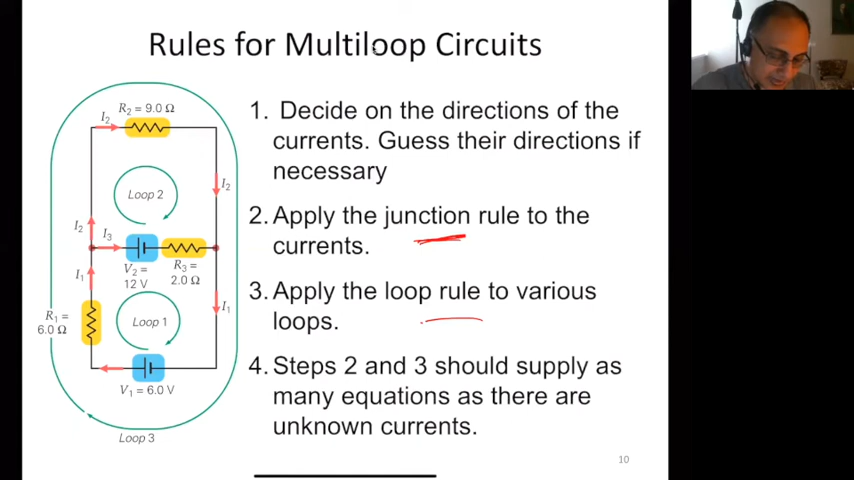 Rules for Multiloop Circuits
R₂ = 9.0 Ω
I₂
I₂
Loop 2
I₂
I₃
I₁
V₂ =
12 V
R₃ =
2.0 Ω
I₁
R₁ =
6.0 Ω
Loop 1
V₁ = 6.0 V
Loop 3
1. Decide on the directions of the
currents. Guess their directions if
necessary
2. Apply the junction rule to the
currents.
3. Apply the loop rule to various
loops.
4. Steps 2 and 3 should supply as
many equations as there are
unknown currents.
10